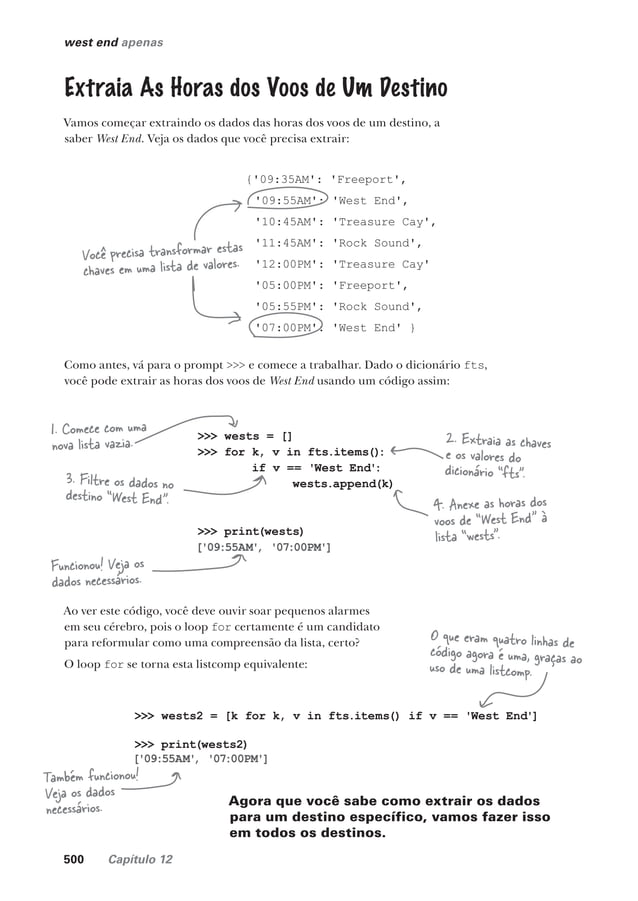 west end apenas
Extraia As Horas dos Voos de Um Destino
Vamos começar extraindo os dados das horas dos voos de um destino, a
saber West End. Veja os dados que você precisa extrair:
{'09:35AM': 'Freeport',
'09:55AM': 'West End',
'10:45AM': 'Treasure Cay',
'11:45AM': 'Rock Sound',
'12:00PM': 'Treasure Cay'
'05:00PM': 'Freeport',
'05:55PM': 'Rock Sound',
'07:00PM': 'West End' }
Você precisa transformar estas
chaves em uma lista de valores.
Como antes, vá para o prompt >>> e comece a trabalhar. Dado o dicionário fts,
você pode extrair as horas dos voos de West End usando um código assim:
1. Comece com uma
nova lista vazia.
>>> wests = []
>>> for k, v in fts.items():
if v == 'West End':
wests.append(k)
2. Extraia as chaves
e os valores do
dicionário “fts”.
3. Filtre os dados no
destino “West End”.
4. Anexe as horas dos
voos de “West End” à
lista “wests”.
>>> print(wests)
['09:55AM', '07:00PM']
Funcionou! Veja os
dados necessários.
Ao ver este código, você deve ouvir soar pequenos alarmes
em seu cérebro, pois o loop for certamente é um candidato
para reformular como uma compreensão da lista, certo?
O loop for se torna esta listcomp equivalente:
O que eram quatro linhas de
código agora é uma, graças ao
uso de uma listcomp.
>>> wests2 = [k for k, v in fts.items() if v == 'West End']
>>> print(wests2)
['09:55AM', '07:00PM']
Também funcionou!
Veja os dados
necessários.
Agora que você sabe como extrair os dados
para um destino específico, vamos fazer isso
em todos os destinos.
500 Capítulo 12